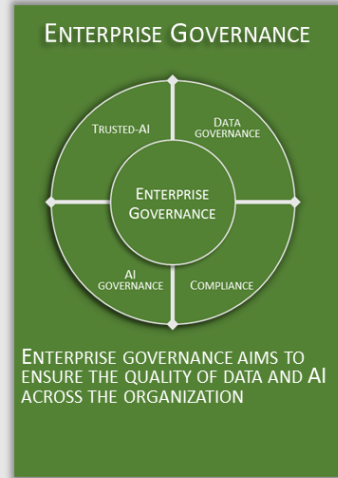 ENTERPRISE GOVERNANCE
TRUSTED-AI
DATA
GOVERNANCE
ENTERPRISE
GOVERNANCE
AI
GOVERNANCE
COMPLIANCE
ENTERPRISE GOVERNANCE AIMS TO
ENSURE THE QUALITY OF DATA AND AI
ACROSS THE ORGANIZATION